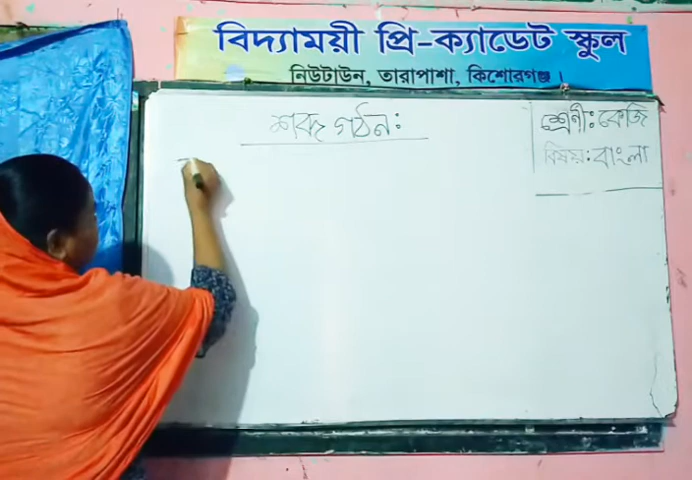 বিদ্যাময়ী প্রি-ক্যাডেট স্কুল
নিউটাউন, তারাপাশা, কিশোরগঞ্জ।
শব্দ গঠন:
শ্রেনী: কেজি
বিষয়: বাংলা